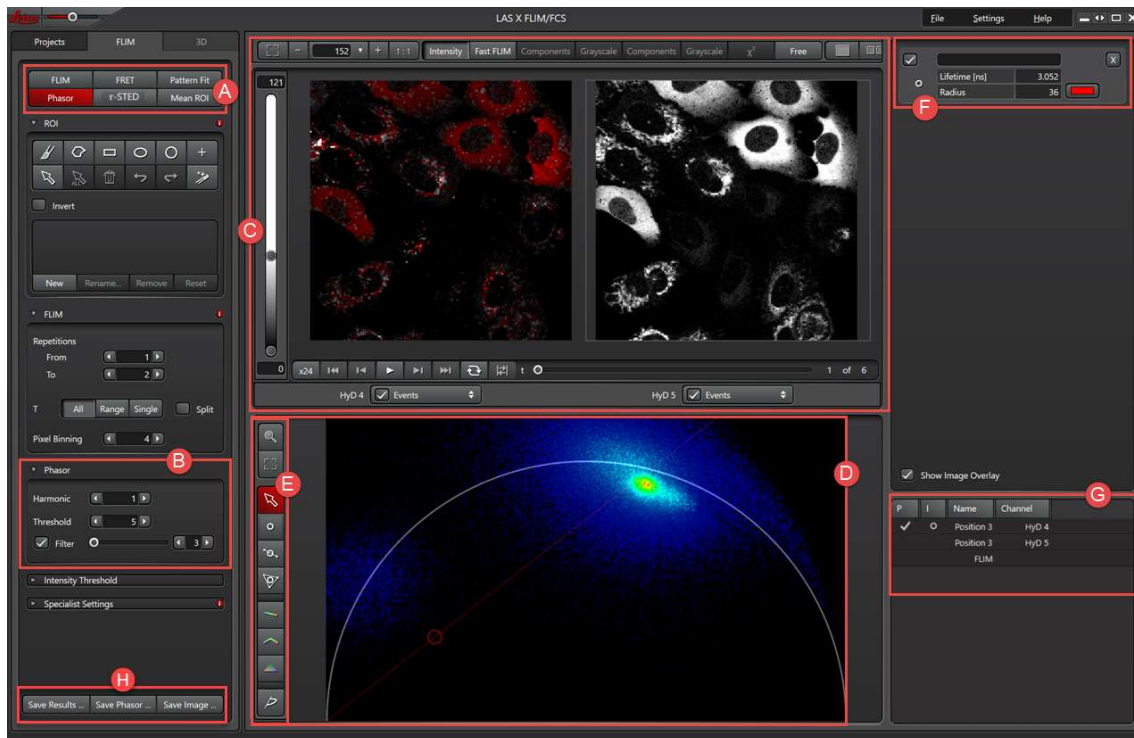 Leica
LAS X FLIM/FCS
File Settings Help
Projects FLIM 3D
FLIM FRET Pattern Fit
Phasor r-STED Mean ROI
A
ROI
ALL
Invert
New Rename... Remove Reset
FLIM
Repetitions
From 1
To 2
T All Range Single Split
Pixel Binning 4
B
Phasor
Harmonic 1
Threshold 5
Filter 3
Intensity Threshold
Specialist Settings
H
Save Results ... Save Phasor ... Save Image ...
152 1:1 Intensity Fast FLIM Components Grayscale Components Grayscale χ² Free
121
C
0
x24 t 1 of 6
HyD 4 Events HyD 5 Events
E
D
X
Lifetime [ns] 3.052
Radius 36
F
Show Image Overlay
G
P I Name Channel
Position 3 HyD 4
Position 3 HyD 5
FLIM